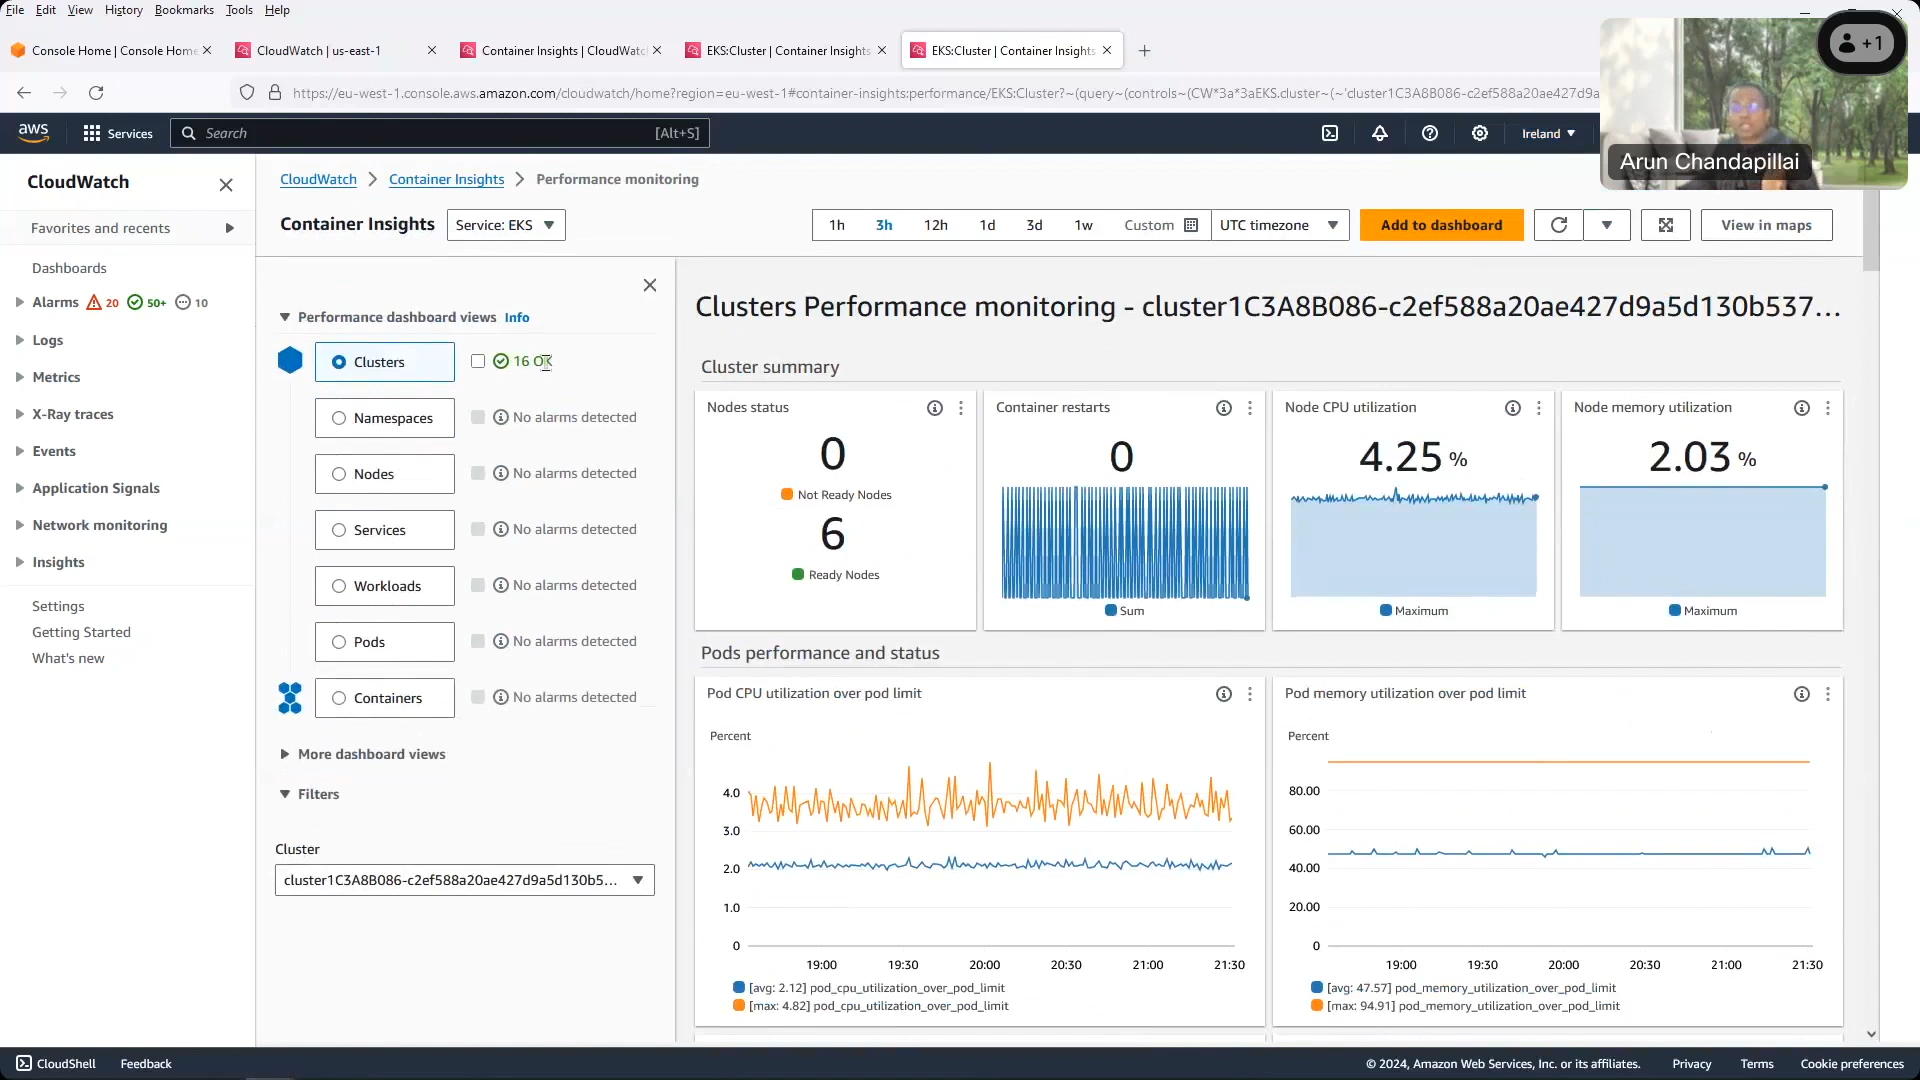 File Edit View History Bookmarks Tools Help
Console Home | Console Home
CloudWatch | us-east-1
Container Insights | CloudWatc
EKS:Cluster | Container Insights
EKS:Cluster | Container Insights
https://eu-west-1.console.aws.amazon.com/cloudwatch/home?region=eu-west-1#container-insights:performance/EKS:Cluster?~(query~(controls~(CW*3a*3aEKS.cluster~(~'cluster1C3A8B086-c2ef588a20ae427d9a
+1
Arun Chandapillai
aws Services Search [Alt+S] Ireland
CloudWatch
Favorites and recents
Dashboards
Alarms 20 50+ 10
Logs
Metrics
X-Ray traces
Events
Application Signals
Network monitoring
Insights
Settings
Getting Started
What's new
CloudWatch Container Insights Performance monitoring
Container Insights Service: EKS
1h 3h 12h 1d 3d 1w Custom UTC timezone Add to dashboard View in maps
Performance dashboard views Info
Clusters 16 OK
Namespaces No alarms detected
Nodes No alarms detected
Services No alarms detected
Workloads No alarms detected
Pods No alarms detected
Containers No alarms detected
More dashboard views
Filters
Cluster
cluster1C3A8B086-c2ef588a20ae427d9a5d130b5...
Clusters Performance monitoring - cluster1C3A8B086-c2ef588a20ae427d9a5d130b537...
Cluster summary
Nodes status
0
Not Ready Nodes
6
Ready Nodes
Container restarts
0
Sum
Node CPU utilization
4.25 %
Maximum
Node memory utilization
2.03 %
Maximum
Pods performance and status
Pod CPU utilization over pod limit
Percent
4.0
3.0
2.0
1.0
0
19:00 19:30 20:00 20:30 21:00 21:30
[avg: 2.12] pod_cpu_utilization_over_pod_limit
[max: 4.82] pod_cpu_utilization_over_pod_limit
Pod memory utilization over pod limit
Percent
80.00
60.00
40.00
20.00
0
19:00 19:30 20:00 20:30 21:00 21:30
[avg: 47.57] pod_memory_utilization_over_pod_limit
[max: 94.91] pod_memory_utilization_over_pod_limit
CloudShell Feedback © 2024, Amazon Web Services, Inc. or its affiliates. Privacy Terms Cookie preferences